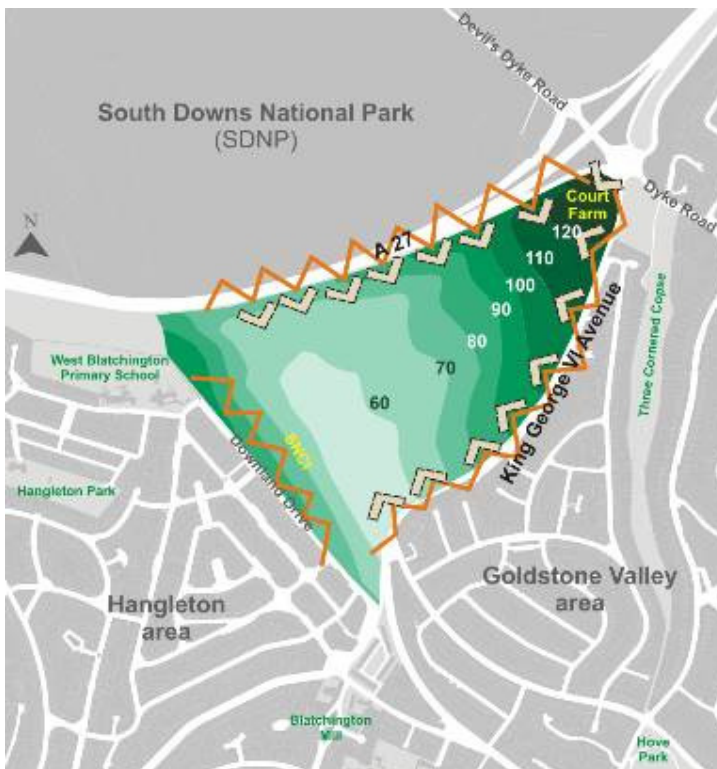 Devil's Dyke Road
South Downs National Park
(SDNP)
Court
Farm
Dyke Road
N
A 27
120
110
100
90
80
70
60
West Blatchington
Primary School
SNCI
King George VI Avenue
Three Cornered Copse
Hangleton Park
Downland Drive
Goldstone Valley
area
Hangleton
area
Blatchington
Mill
Hove
Park